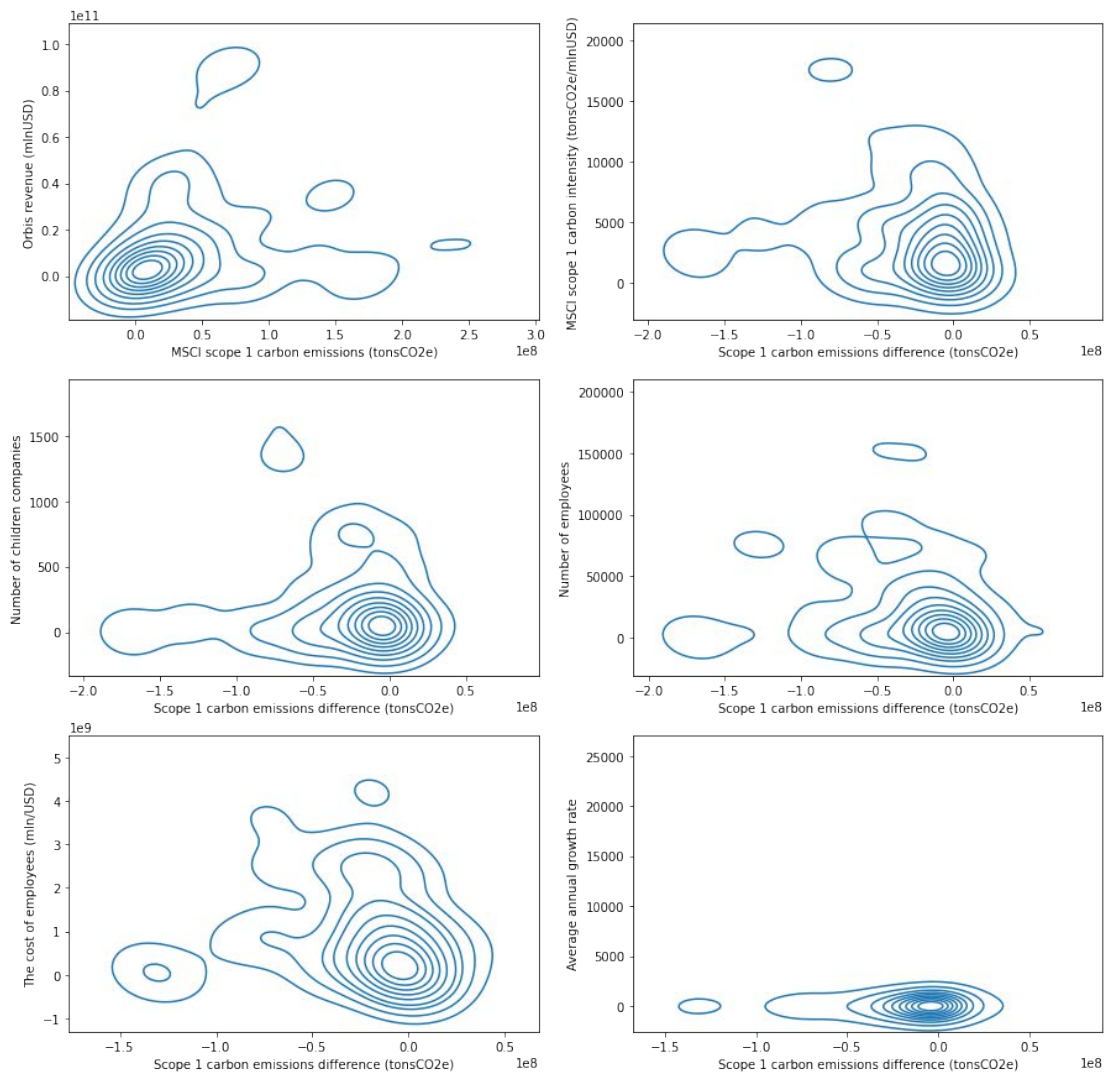 1e11
1.0
0.8
0.6
0.4
0.2
0.0
Orbis revenue (mlnUSD)
0.0 0.5 1.0 1.5 2.0 2.5 3.0
1e8
MSCI scope 1 carbon emissions (tonsCO2e)
20000
15000
10000
5000
0
MSCI scope 1 carbon intensity (tonsCO2e/mlnUSD)
−2.0 −1.5 −1.0 −0.5 0.0 0.5
1e8
Scope 1 carbon emissions difference (tonsCO2e)
1500
1000
500
0
Number of children companies
−2.0 −1.5 −1.0 −0.5 0.0 0.5
1e8
Scope 1 carbon emissions difference (tonsCO2e)
200000
150000
100000
50000
0
Number of employees
−2.0 −1.5 −1.0 −0.5 0.0 0.5
1e8
Scope 1 carbon emissions difference (tonsCO2e)
1e9
5
4
3
2
1
0
−1
The cost of employees (mln/USD)
−1.5 −1.0 −0.5 0.0 0.5
1e8
Scope 1 carbon emissions difference (tonsCO2e)
25000
20000
15000
10000
5000
0
Average annual growth rate
−1.5 −1.0 −0.5 0.0 0.5
1e8
Scope 1 carbon emissions difference (tonsCO2e)